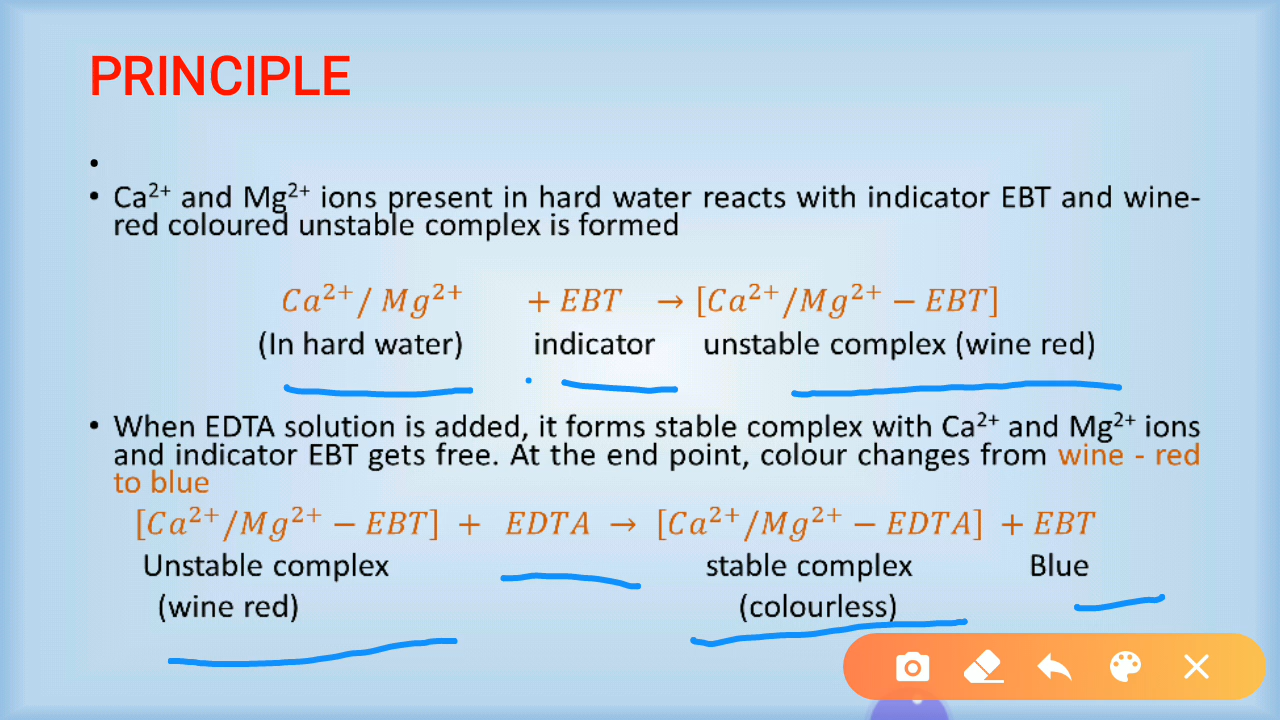 PRINCIPLE
•
• Ca²⁺ and Mg²⁺ ions present in hard water reacts with indicator EBT and wine-
red coloured unstable complex is formed
Ca²⁺/ Mg²⁺ + EBT → [Ca²⁺/Mg²⁺ − EBT]
(In hard water) indicator unstable complex (wine red)
• When EDTA solution is added, it forms stable complex with Ca²⁺ and Mg²⁺ ions
and indicator EBT gets free. At the end point, colour changes from wine - red
to blue
[Ca²⁺/Mg²⁺ − EBT] + EDTA → [Ca²⁺/Mg²⁺ − EDTA] + EBT
Unstable complex stable complex Blue
(wine red) (colourless)